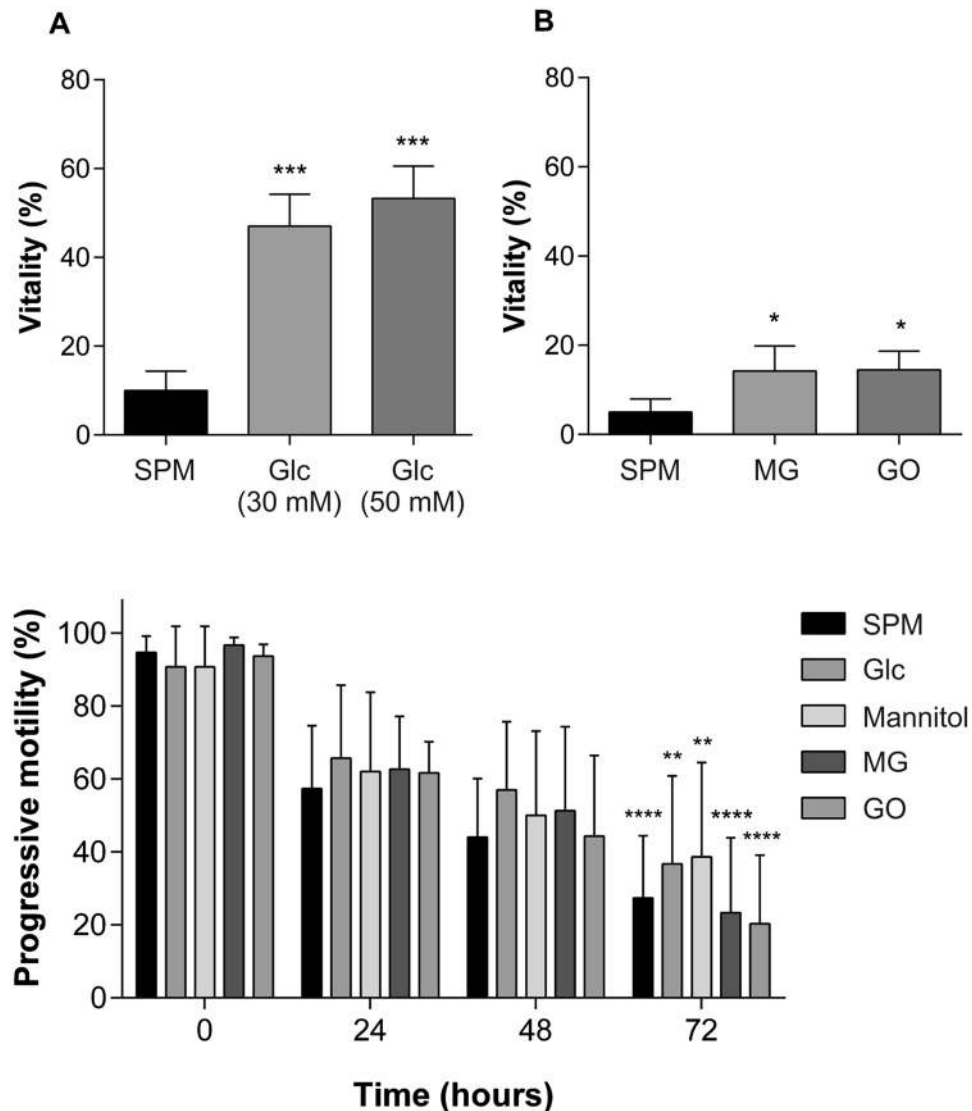 A
Vitality (%)
80
60
40
20
0
***
***
SPM
Glc
(30 mM)
Glc
(50 mM)
B
Vitality (%)
80
60
40
20
0
*
*
SPM
MG
GO
Progressive motility (%)
100
80
60
40
20
0
****
**
**
****
****
0
24
48
72
Time (hours)
SPM
Glc
Mannitol
MG
GO